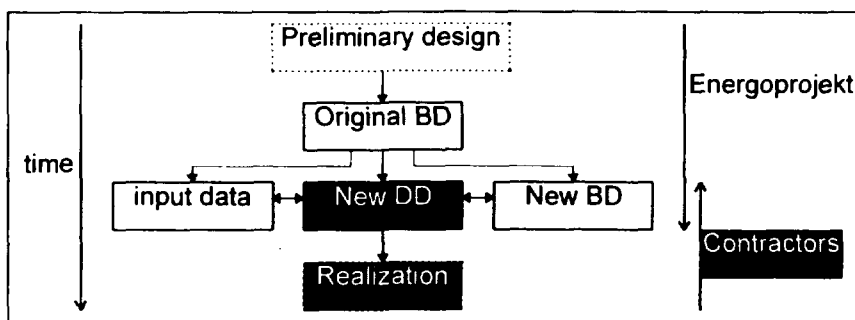 Preliminary design
Energoprojekt
Original BD
time
input data
New DD
New BD
Contractors
Realization